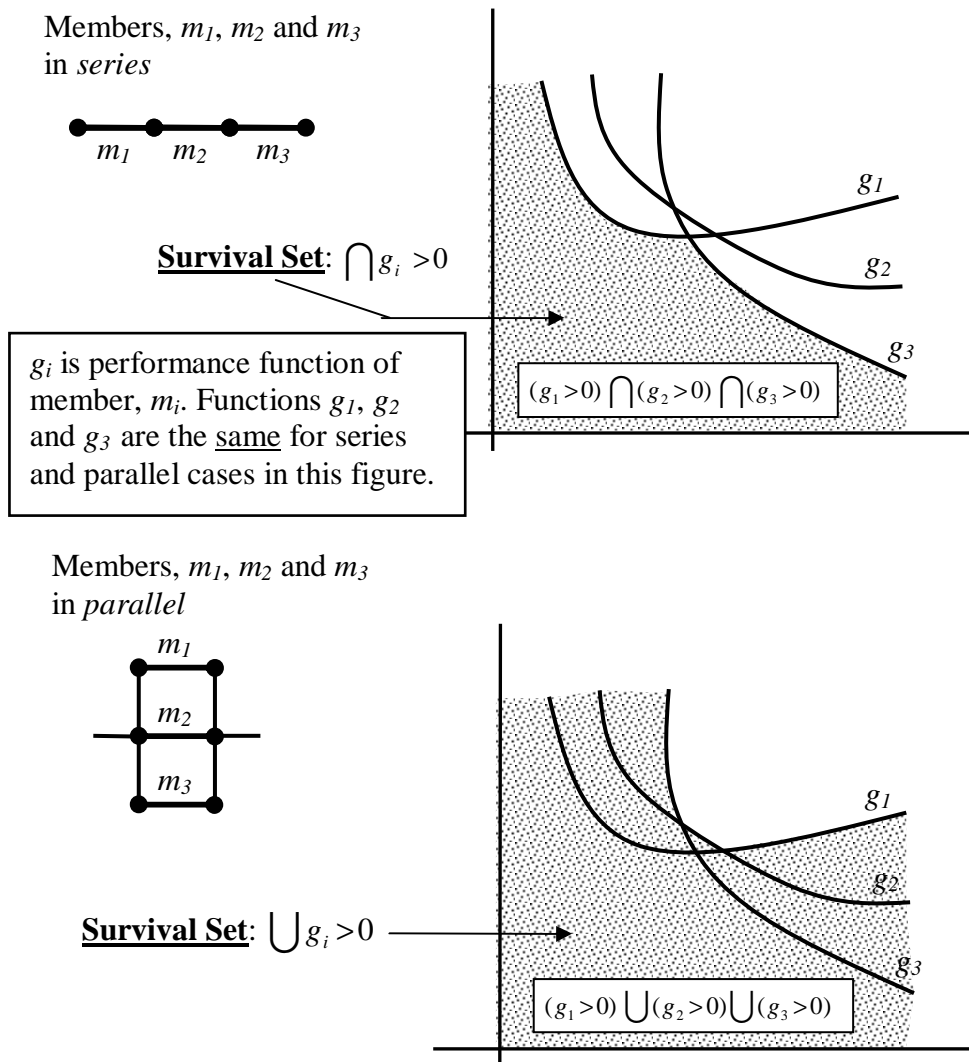 Members, m₁, m₂ and m₃
in series
m₁ m₂ m₃
Survival Set: ⋂ gᵢ >0
g₁
g₂
g₃
(g₁ >0) ⋂ (g₂ >0) ⋂ (g₃ >0)
gᵢ is performance function of
member, mᵢ. Functions g₁, g₂
and g₃ are the same for series
and parallel cases in this figure.
Members, m₁, m₂ and m₃
in parallel
m₁
m₂
m₃
Survival Set: ⋃ gᵢ >0
g₁
g₂
g₃
(g₁ >0) ⋃ (g₂ >0) ⋃ (g₃ >0)